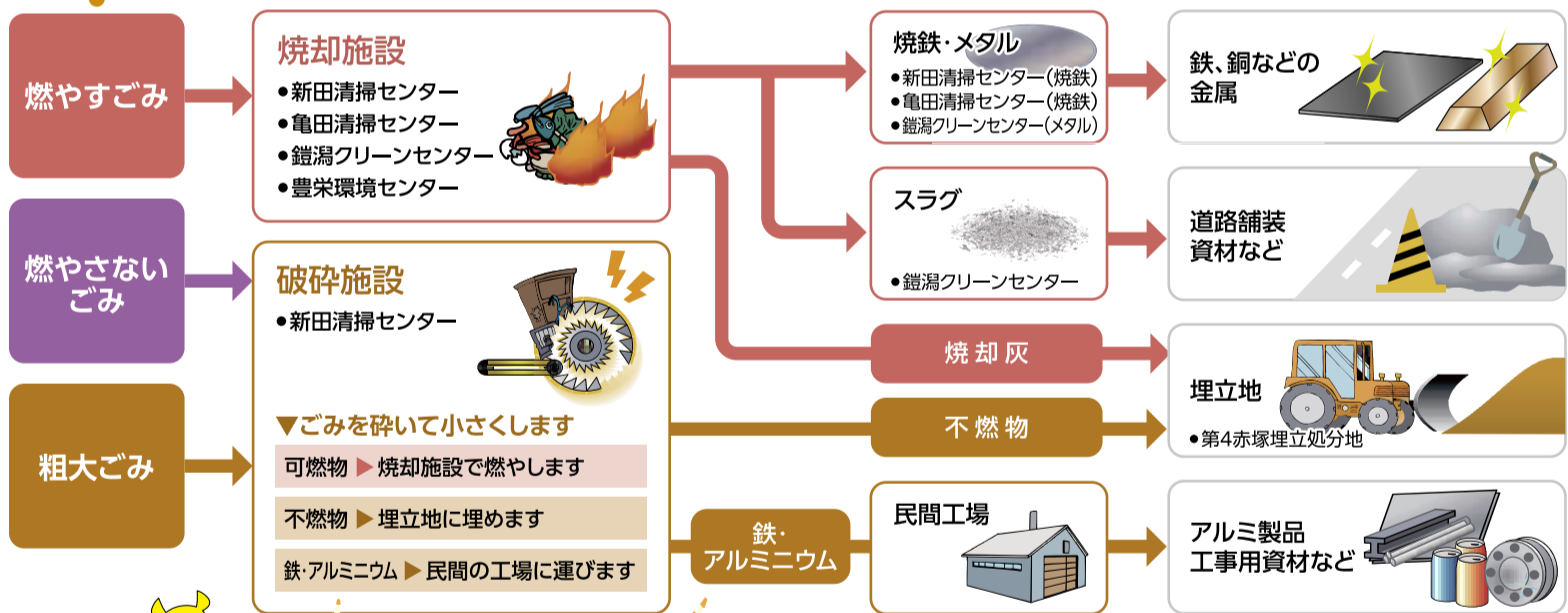 燃やすごみ
焼却施設
●新田清掃センター
●亀田清掃センター
●鎧潟クリーンセンター
●豊栄環境センター
焼鉄・メタル
●新田清掃センター(焼鉄)
●亀田清掃センター(焼鉄)
●鎧潟クリーンセンター(メタル)
鉄、銅などの
金属
スラグ
●鎧潟クリーンセンター
道路舗装
資材など
燃やさない
ごみ
破砕施設
●新田清掃センター
▼ごみを砕いて小さくします
可燃物▶焼却施設で燃やします
不燃物▶埋立地に埋めます
鉄・アルミニウム▶民間の工場に運びます
粗大ごみ
焼却灰
不燃物
埋立地
●第4赤塚埋立処分地
鉄・
アルミニウム
民間工場
アルミ製品
工事用資材など